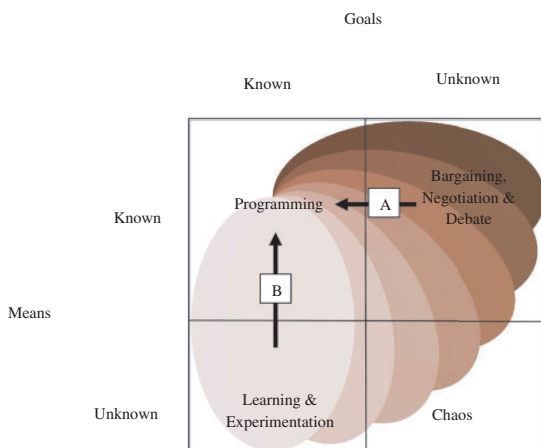 Goals
Known
Unknown
Bargaining,
Negotiation &
Debate
Programming
A
Known
B
Means
Learning &
Experimentation
Unknown
Chaos